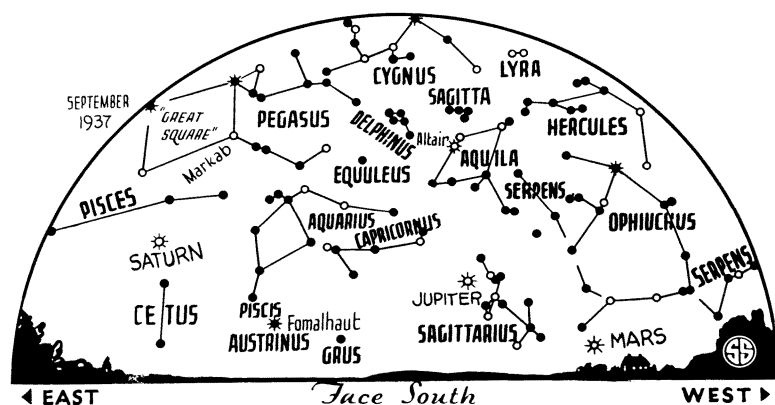 CYGNUS
LYRA
SEPTEMBER
1937
"GREAT
SQUARE"
PEGASUS
SAGITTA
DELPHINUS
HERCULES
Altair
AQUILA
Markab
EQUULEUS
SERPENS
PISCES
AQUARIUS
CAPRICORNUS
OPHIUCHUS
SATURN
SERPENS
CETUS
JUPITER
PISCIS
AUSTRINUS
Fomalhaut
GRUS
SAGITTARIUS
MARS
SS
EAST
Face South
WEST